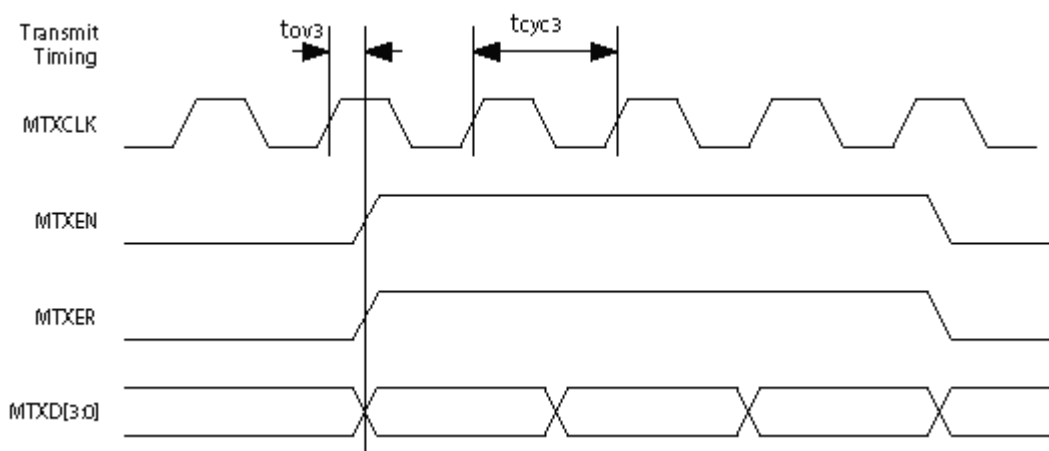 Transmit
Timing
tov3
tcyc3
MTXCLK
MTXEN
MTXER
MTXD[3:0]